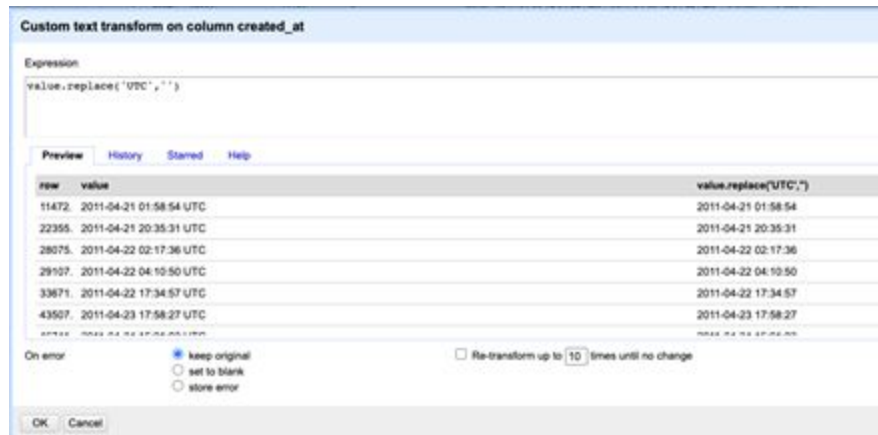 Custom text transform on column created_at
Expression
value.replace('UTC','')
Preview History Starred Help
row value value.replace('UTC','')
11472. 2011-04-21 01:58:54 UTC 2011-04-21 01:58:54
22355. 2011-04-21 20:35:31 UTC 2011-04-21 20:35:31
28075. 2011-04-22 02:17:36 UTC 2011-04-22 02:17:36
29107. 2011-04-22 04:10:50 UTC 2011-04-22 04:10:50
33671. 2011-04-22 17:34:57 UTC 2011-04-22 17:34:57
43507. 2011-04-23 17:58:27 UTC 2011-04-23 17:58:27
On error keep original Re-transform up to 10 times until no change
set to blank
store error
OK Cancel